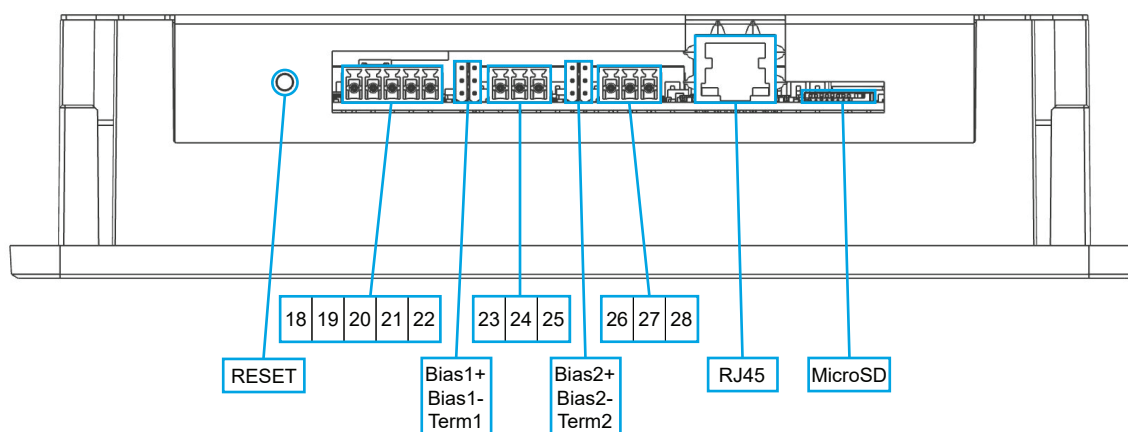 18 19 20 21 22
23 24 25
26 27 28
RESET
Bias1+
Bias1-
Term1
Bias2+
Bias2-
Term2
RJ45
MicroSD